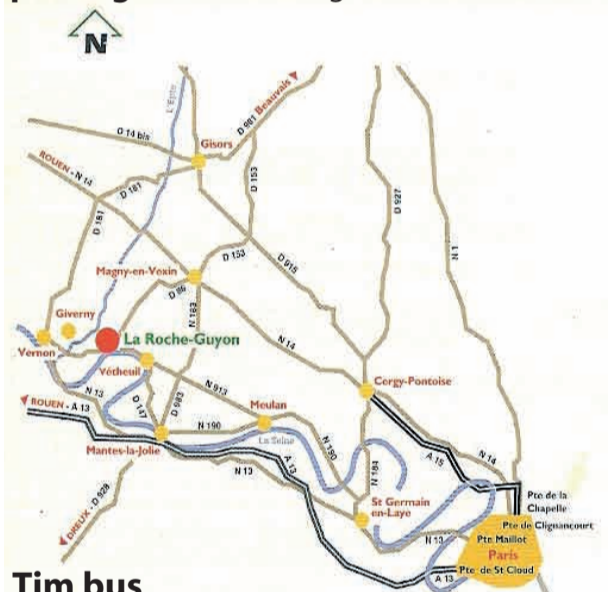 N
L'Epte
Beauvais
D 981
D 14 bis
Gisors
ROUEN - N 14
D 181
D 153
D 181
D 927
N 1
D 153
D 915
Magny-en-Vexin
D 86
N 183
Giverny
La Roche-Guyon
N 14
Vernon
Vétheuil
N 913
Cergy-Pontoise
N 13
D 147
D 983
ROUEN - A 13
Meulan
N 190
La Seine
N 190
A 15
N 14
Mantes-la-Jolie
N 13
A 13
N 184
DREUX - D 928
St Germain
en-Laye
Pte de la
Chapelle
Pte de Clignancourt
N 13
Pte Maillot
Paris
Pte de St Cloud
A 13
Tim bus